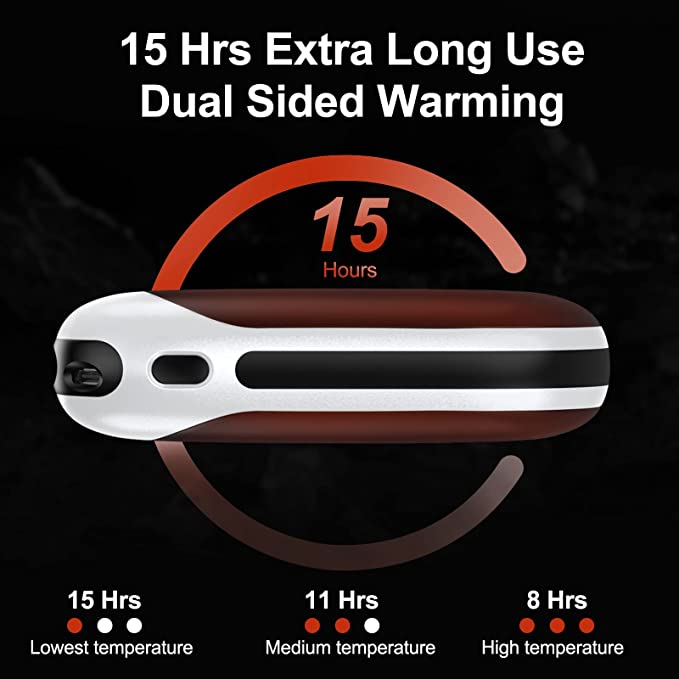 15 Hrs Extra Long Use
Dual Sided Warming
15
Hours
15 Hrs
11 Hrs
8 Hrs
Lowest temperature
Medium temperature
High temperature